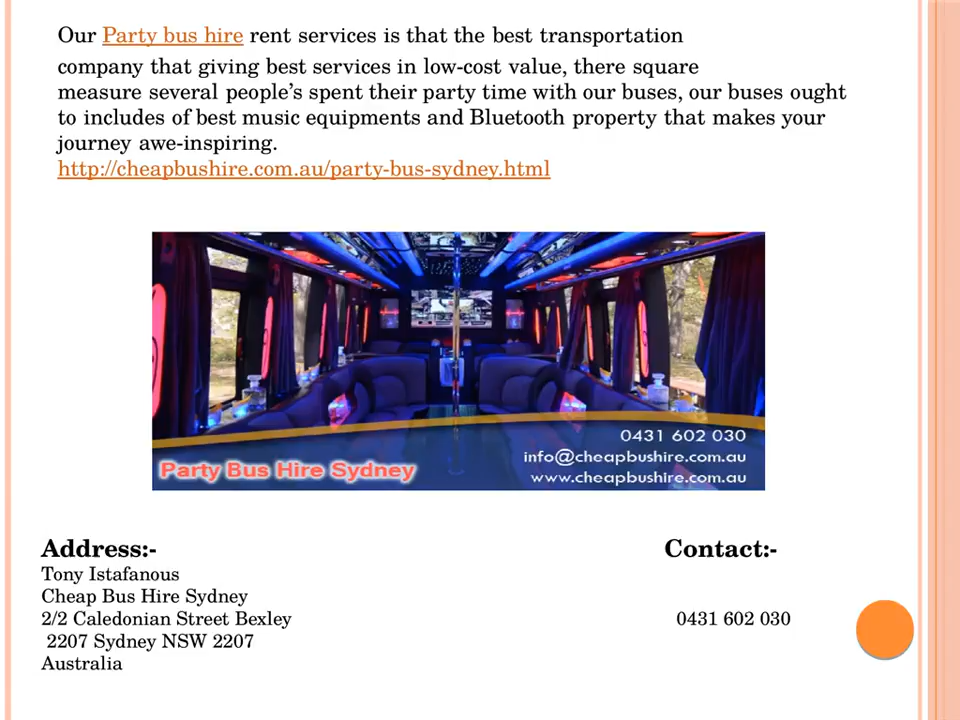 Our Party bus hire rent services is that the best transportation
company that giving best services in low-cost value, there square
measure several people’s spent their party time with our buses, our buses ought
to includes of best music equipments and Bluetooth property that makes your
journey awe-inspiring.
http://cheapbushire.com.au/party-bus-sydney.html
0431 602 030
info@cheapbushire.com.au
Party Bus Hire Sydney
www.cheapbushire.com.au
Address:-
Contact:-
Tony Istafanous
Cheap Bus Hire Sydney
2/2 Caledonian Street Bexley
0431 602 030
2207 Sydney NSW 2207
Australia